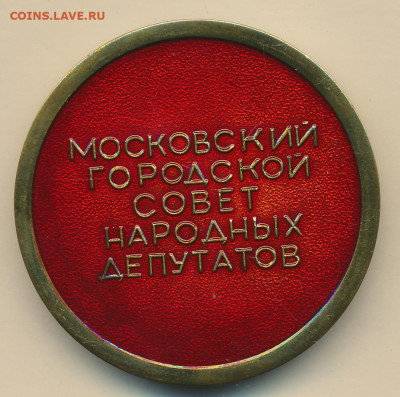 COINS.LAVE.RU
МОСКОВСКИЙ
ГОРОДСКОЙ
СОВЕТ
НАРОДНЫХ
ДЕПУТАТОВ